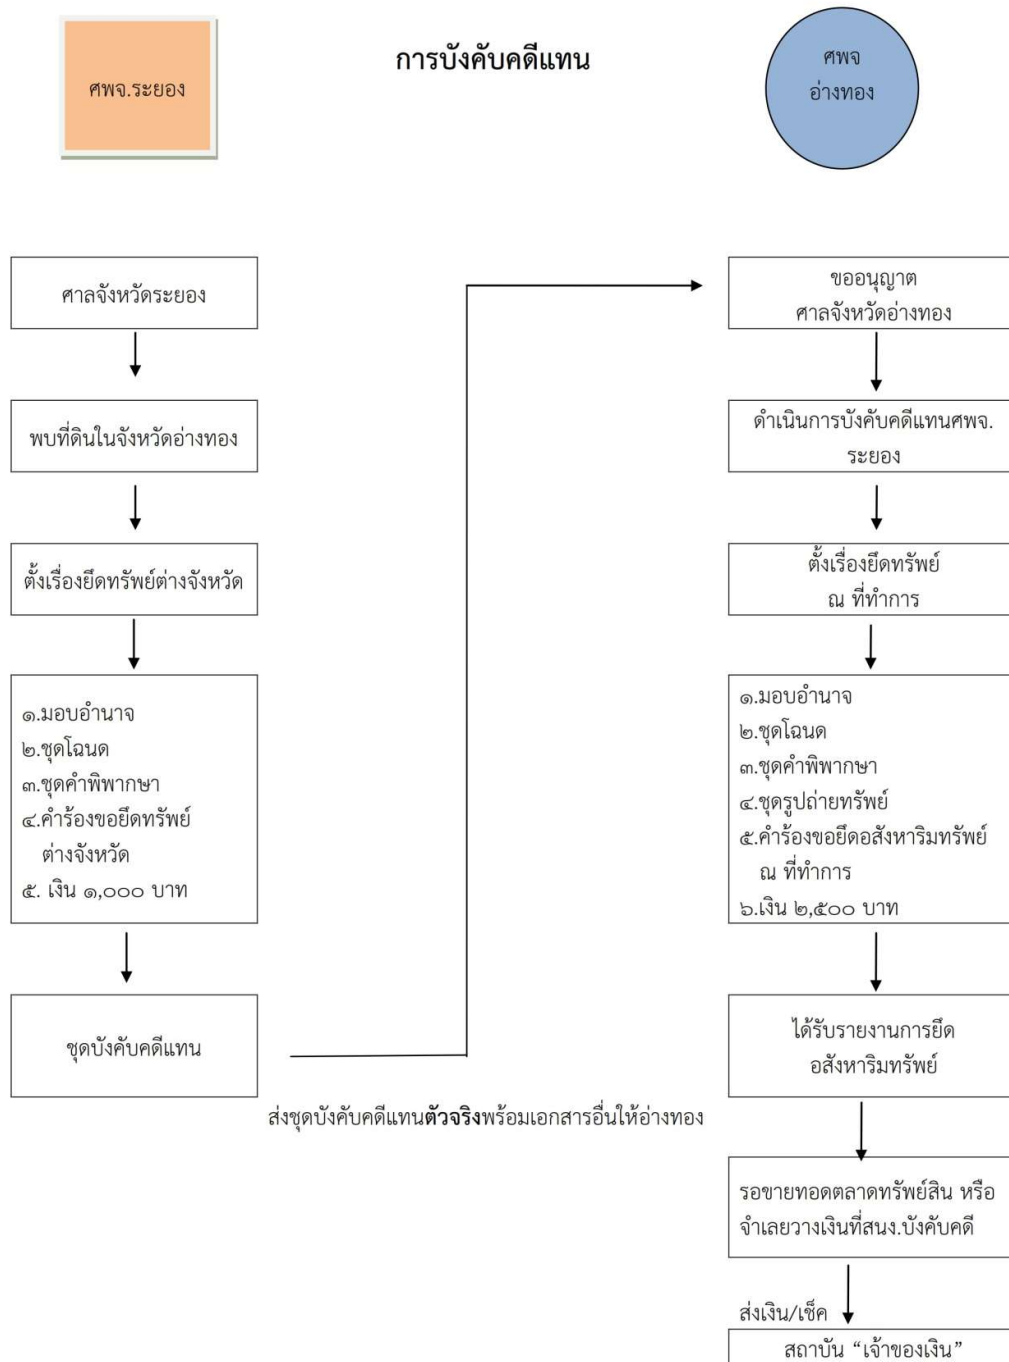 การบังคับคดีแทน
ศพจ.ระยอง
ศพจ
อ่างทอง
ศาลจังหวัดระยอง
พบที่ดินในจังหวัดอ่างทอง
ตั้งเรื่องยึดทรัพย์ต่างจังหวัด
๑.มอบอำนาจ
๒.ชุดโฉนด
๓.ชุดคำพิพากษา
๔.คำร้องขอยึดทรัพย์
ต่างจังหวัด
๕. เงิน ๑,๐๐๐ บาท
ชุดบังคับคดีแทน
ส่งชุดบังคับคดีแทนตัวจริงพร้อมเอกสารอื่นให้อ่างทอง
ขออนุญาต
ศาลจังหวัดอ่างทอง
ดำเนินการบังคับคดีแทนศพจ.
ระยอง
ตั้งเรื่องยึดทรัพย์
ณ ที่ทำการ
๑.มอบอำนาจ
๒.ชุดโฉนด
๓.ชุดคำพิพากษา
๔.ชุดรูปถ่ายทรัพย์
๕.คำร้องขอยึดอสังหาริมทรัพย์
ณ ที่ทำการ
๖.เงิน ๒,๕๐๐ บาท
ได้รับรายงานการยึด
อสังหาริมทรัพย์
รอขายทอดตลาดทรัพย์สิน หรือ
จำเลยวางเงินที่สนง.บังคับคดี
ส่งเงิน/เช็ค
สถาบัน “เจ้าของเงิน”